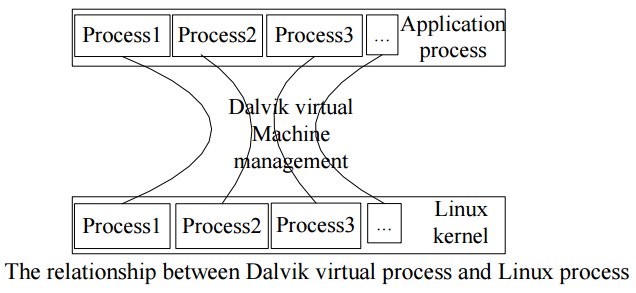 Process1 Process2 Process3 ... Application
process
Dalvik virtual
Machine
management
Process1 Process2 Process3 ... Linux
kernel
The relationship between Dalvik virtual process and Linux process